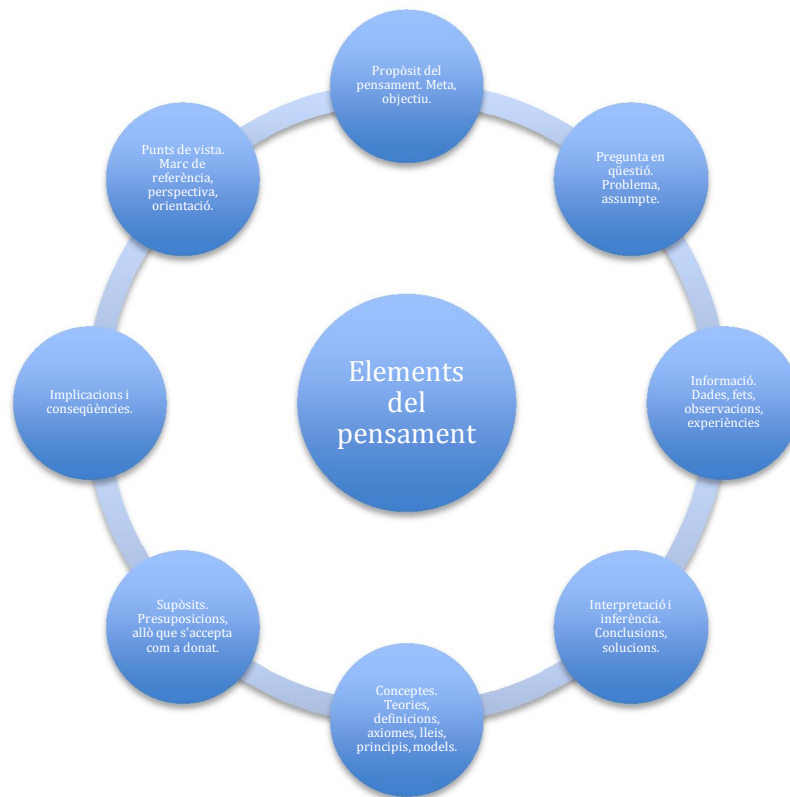 Propòsit del
pensament. Meta,
objectiu.
Pregunta en
qüestió.
Problema,
assumpte.
Informació.
Dades, fets,
observacions,
experiències
Interpretació i
inferència.
Conclusions,
solucions.
Conceptes.
Teories,
definicions,
axiomes, lleis,
principis, models.
Supòsits.
Presuposicions,
allò que s'accepta
com a donat.
Implicacions i
conseqüències.
Punts de vista.
Marc de
referència,
perspectiva,
orientació.
Elements
del
pensament